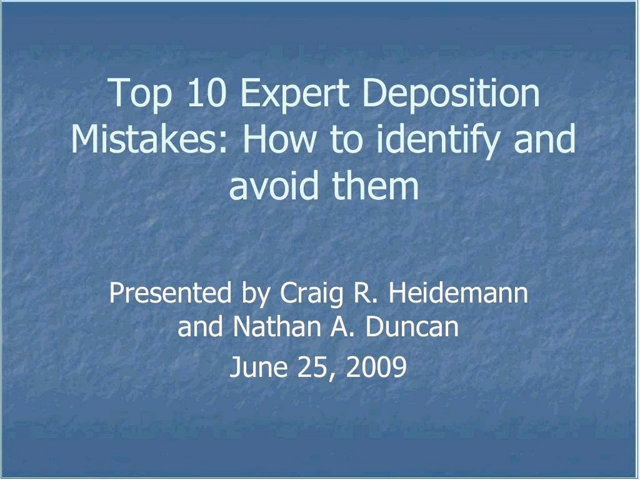 Top 10 Expert Deposition
Mistakes: How to identify and
avoid them
Presented by Craig R. Heidemann
and Nathan A. Duncan
June 25, 2009